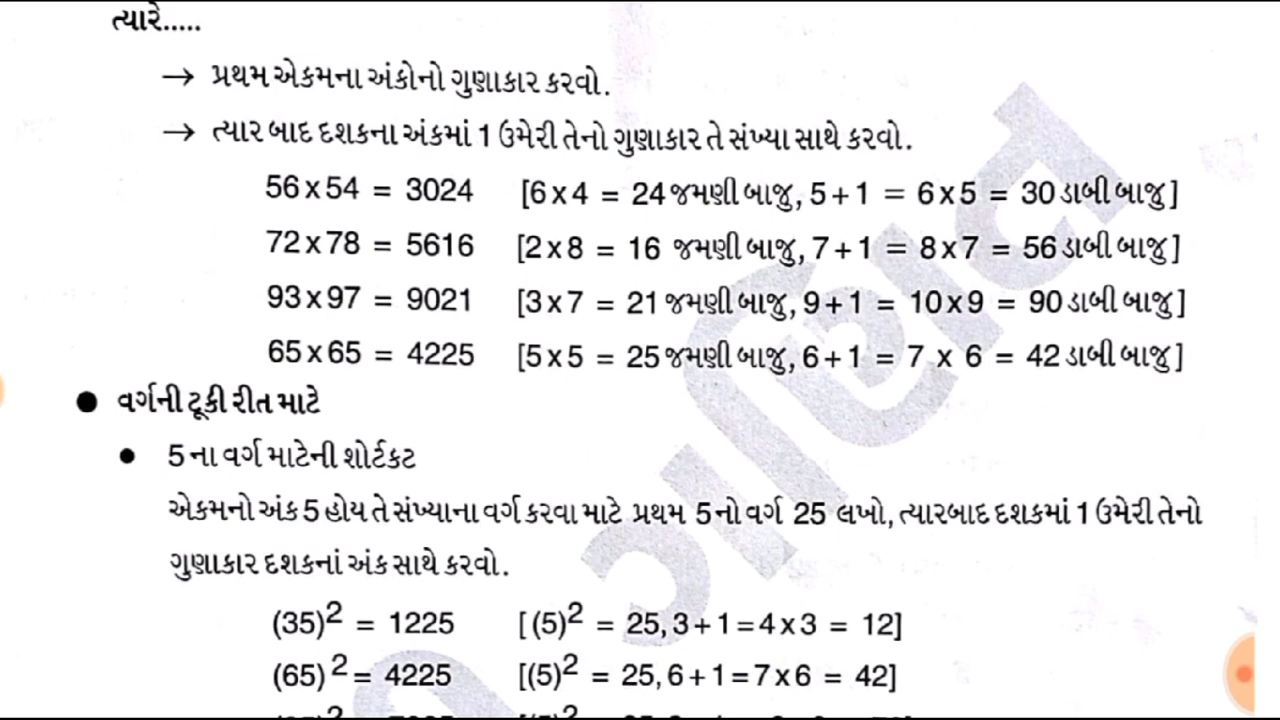 ત્યારે.....
→ પ્રથમ એકમના અંકોનો ગુણાકાર કરવો.
→ ત્યાર બાદ દશકના અંકમાં 1 ઉમેરી તેનો ગુણાકાર તે સંખ્યા સાથે કરવો.
56 x 54 = 3024 [6 x 4 = 24 જમણી બાજુ, 5 + 1 = 6 x 5 = 30 ડાબી બાજુ]
72 x 78 = 5616 [2 x 8 = 16 જમણી બાજુ, 7 + 1 = 8 x 7 = 56 ડાબી બાજુ]
93 x 97 = 9021 [3 x 7 = 21 જમણી બાજુ, 9 + 1 = 10 x 9 = 90 ડાબી બાજુ]
65 x 65 = 4225 [5 x 5 = 25 જમણી બાજુ, 6 + 1 = 7 x 6 = 42 ડાબી બાજુ]
● વર્ગની ટૂકી રીત માટે
• 5 ના વર્ગ માટેની શોર્ટકટ
એકમનો અંક 5 હોય તે સંખ્યાના વર્ગ કરવા માટે પ્રથમ 5 નો વર્ગ 25 લખો, ત્યારબાદ દશકમાં 1 ઉમેરી તેનો
ગુણાકાર દશકનાં અંક સાથે કરવો.
(35)² = 1225 [(5)² = 25, 3 + 1 = 4 x 3 = 12]
(65)² = 4225 [(5)² = 25, 6 + 1 = 7 x 6 = 42]